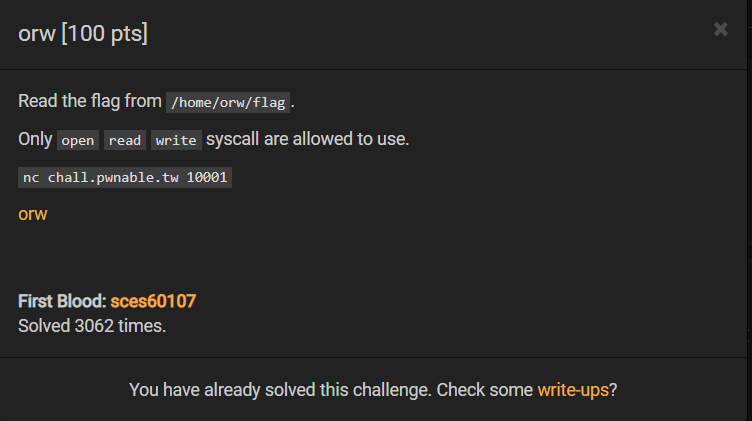 orw [100 pts]
×
Read the flag from /home/orw/flag.
Only open read write syscall are allowed to use.
nc chall.pwnable.tw 10001
orw
First Blood: sces60107
Solved 3062 times.
You have already solved this challenge. Check some write-ups?